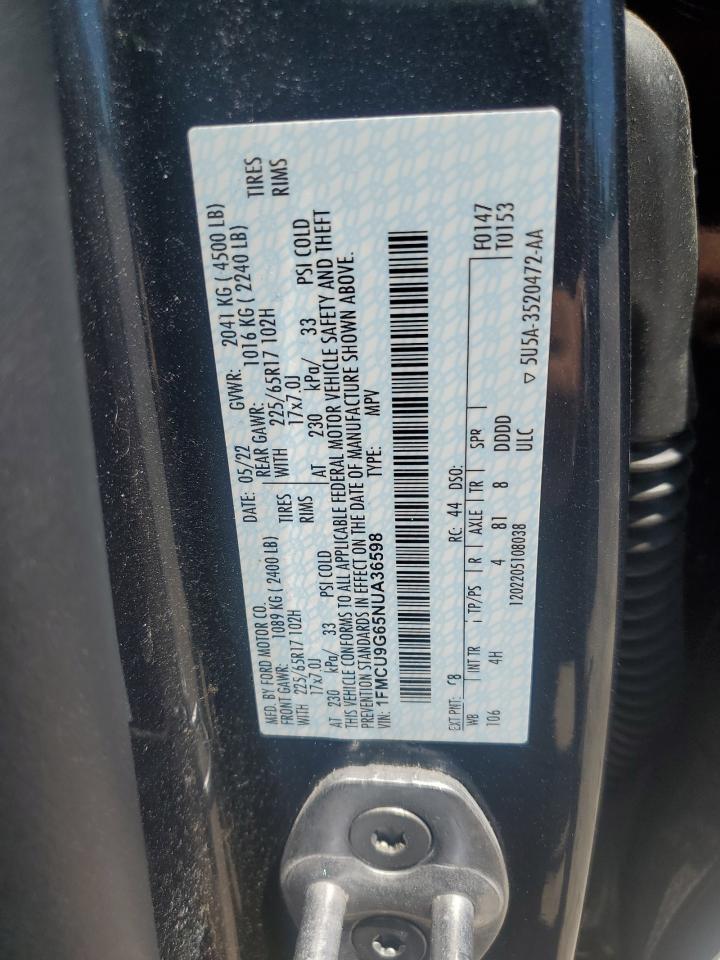 MFD. BY FORD MOTOR CO.
DATE: 05/22 GVWR: 2041 KG ( 4500 LB)
FRONT GAWR: 1089 KG ( 2400 LB) REAR GAWR: 1016 KG ( 2240 LB)
WITH 225/65R17 102H TIRES WITH 225/65R17 102H TIRES
17x7.0J RIMS 17x7.0J RIMS
AT 230 kPa/ 33 PSI COLD AT 230 kPa/ 33 PSI COLD
THIS VEHICLE CONFORMS TO ALL APPLICABLE FEDERAL MOTOR VEHICLE SAFETY AND THEFT
PREVENTION STANDARDS IN EFFECT ON THE DATE OF MANUFACTURE SHOWN ABOVE.
VIN: 1FMCU9G65NUA36598 TYPE: MPV
F0147
T0153
EXT PNT: RC: 44 DSO:
WB INT TR TP/PS R AXLE TR SPR
106 4H 4 81 8 DDDD
1202205108038 ULC
▽ 5U5A-3520472-AA